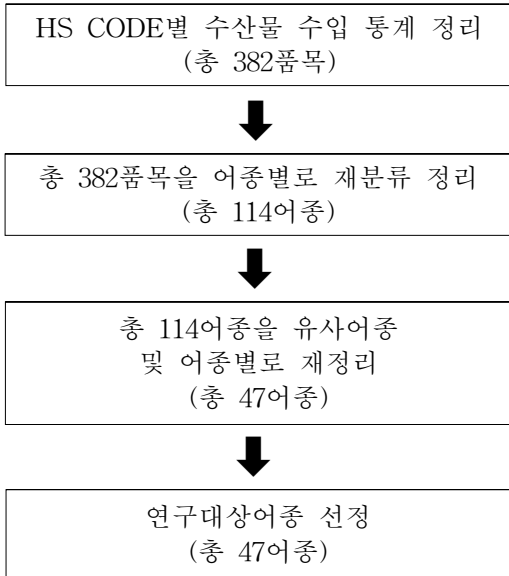 HS CODE별 수산물 수입 통계 정리
(총 382품목)
총 382품목을 어종별로 재분류 정리
(총 114어종)
총 114어종을 유사어종
및 어종별로 재정리
(총 47어종)
연구대상어종 선정
(총 47어종)